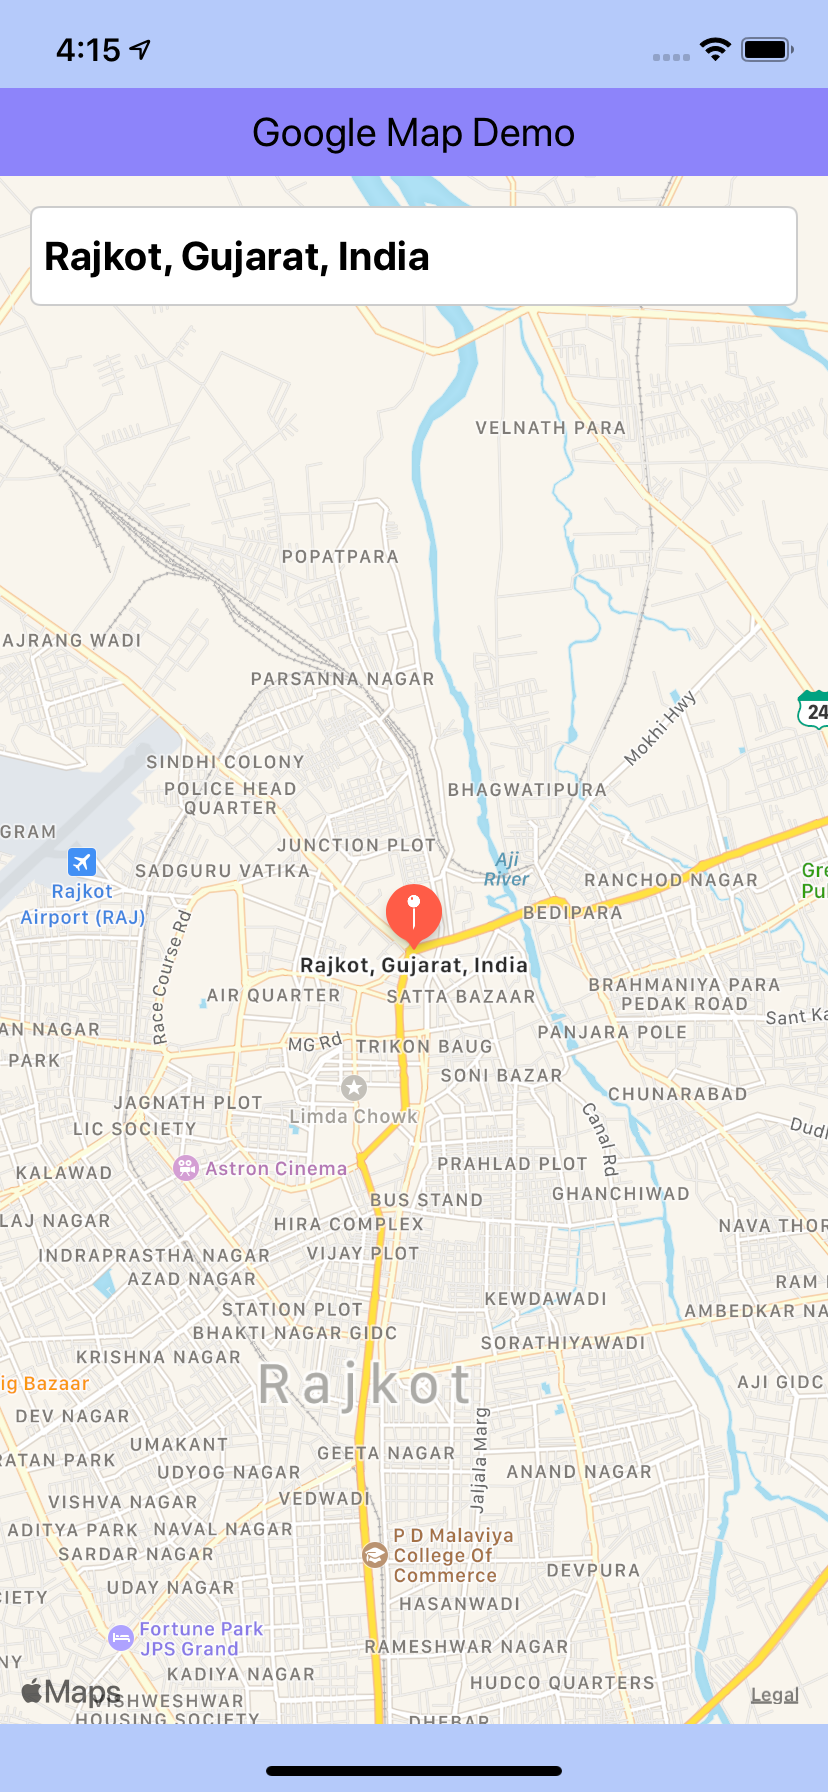 4:15
Google Map Demo
Rajkot, Gujarat, India
VELNATH PARA
POPATPARA
AJRANG WADI
PARSANNA NAGAR
Mokhi Hwy
24
SINDHI COLONY
POLICE HEAD
QUARTER
BHAGWATIPURA
GRAM
JUNCTION PLOT
Aji
River
SADGURU VATIKA
RANCHOD NAGAR
Gre
Pu
Rajkot
Airport (RAJ)
BEDIPARA
Race Course Rd
Rajkot, Gujarat, India
AIR QUARTER
SATTA BAZAAR
BRAHMANIYA PARA
PEDAK ROAD
Sant Ka
AN NAGAR
PANJARA POLE
MG Rd
TRIKON BAUG
PARK
SONI BAZAR
CHUNARABAD
JAGNATH PLOT
Limda Chowk
Canal Rd
LIC SOCIETY
Dudh
Astron Cinema
PRAHLAD PLOT
KALAWAD
GHANCHIWAD
BUS STAND
LAJ NAGAR
HIRA COMPLEX
NAVA THOR
INDRAPRASTHA NAGAR
VIJAY PLOT
AZAD NAGAR
RAM
KEWDAWADI
STATION PLOT
AMBEDKAR NA
BHAKTI NAGAR GIDC
SORATHIYAWADI
KRISHNA NAGAR
Rajkot
ig Bazaar
AJI GIDC
DEV NAGAR
Jaljala Marg
UMAKANT
GEETA NAGAR
RATAN PARK
UDYOG NAGAR
ANAND NAGAR
VISHVA NAGAR
VEDWADI
ADITYA PARK
NAVAL NAGAR
P D Malaviya
College Of
Commerce
SARDAR NAGAR
DEVPURA
UDAY NAGAR
IETY
HASANWADI
Fortune Park
JPS Grand
RAMESHWAR NAGAR
NY
KADIYA NAGAR
HUDCO QUARTERS
Maps
VISHWESHWAR
HOUSING SOCIETY
Legal
DHEBAR